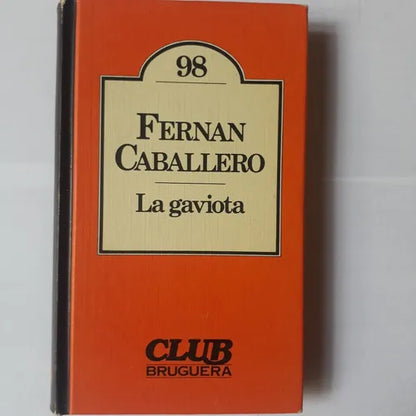 98
FERNAN
CABALLERO
La gaviota
CLUB
BRUGUERA